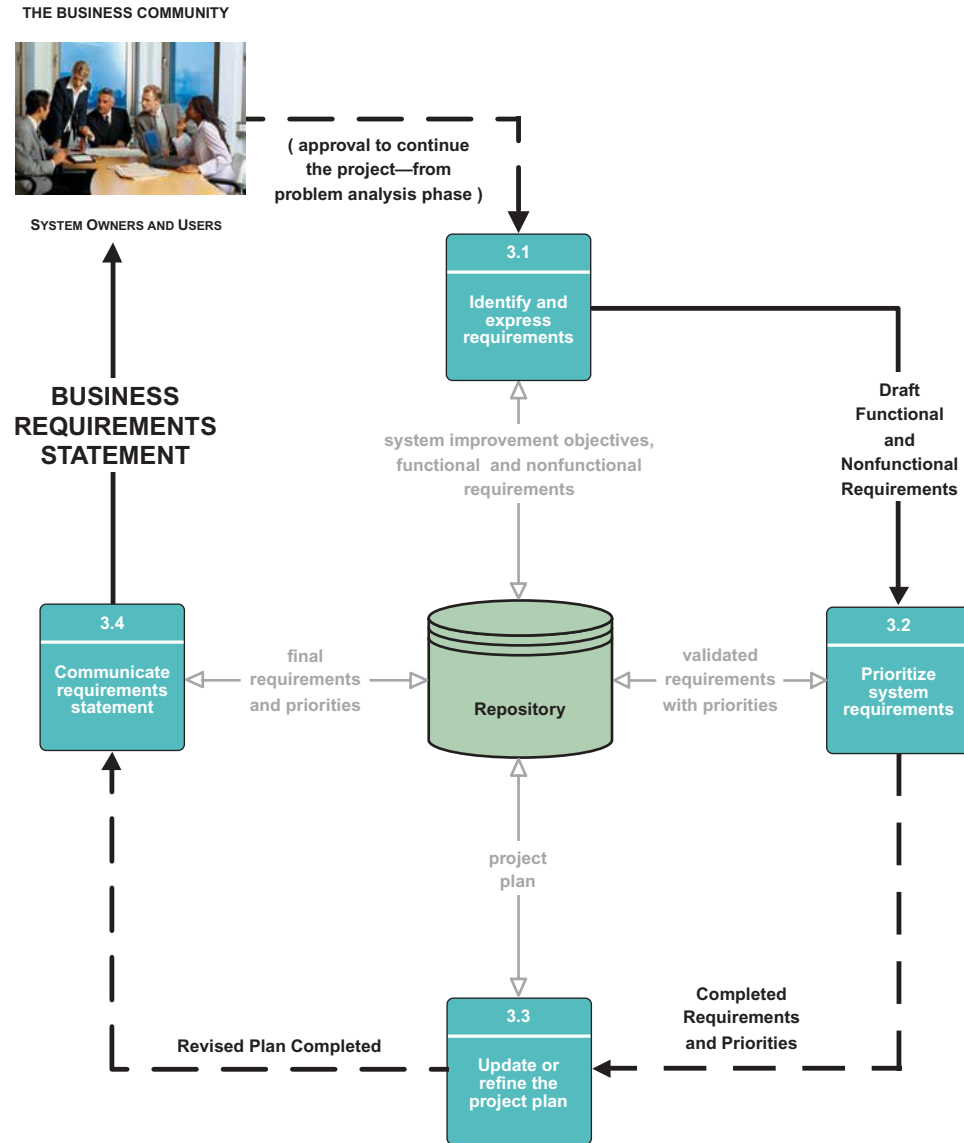 THE BUSINESS COMMUNITY
( approval to continue
the project—from
problem analysis phase )
SYSTEM OWNERS AND USERS
3.1
Identify and
express
requirements
BUSINESS
REQUIREMENTS
STATEMENT
Draft
Functional
and
Nonfunctional
Requirements
system improvement objectives,
functional and nonfunctional
requirements
3.4
Communicate
requirements
statement
final
requirements
and priorities
Repository
validated
requirements
with priorities
3.2
Prioritize
system
requirements
project
plan
Revised Plan Completed
3.3
Update or
refine the
project plan
Completed
Requirements
and Priorities